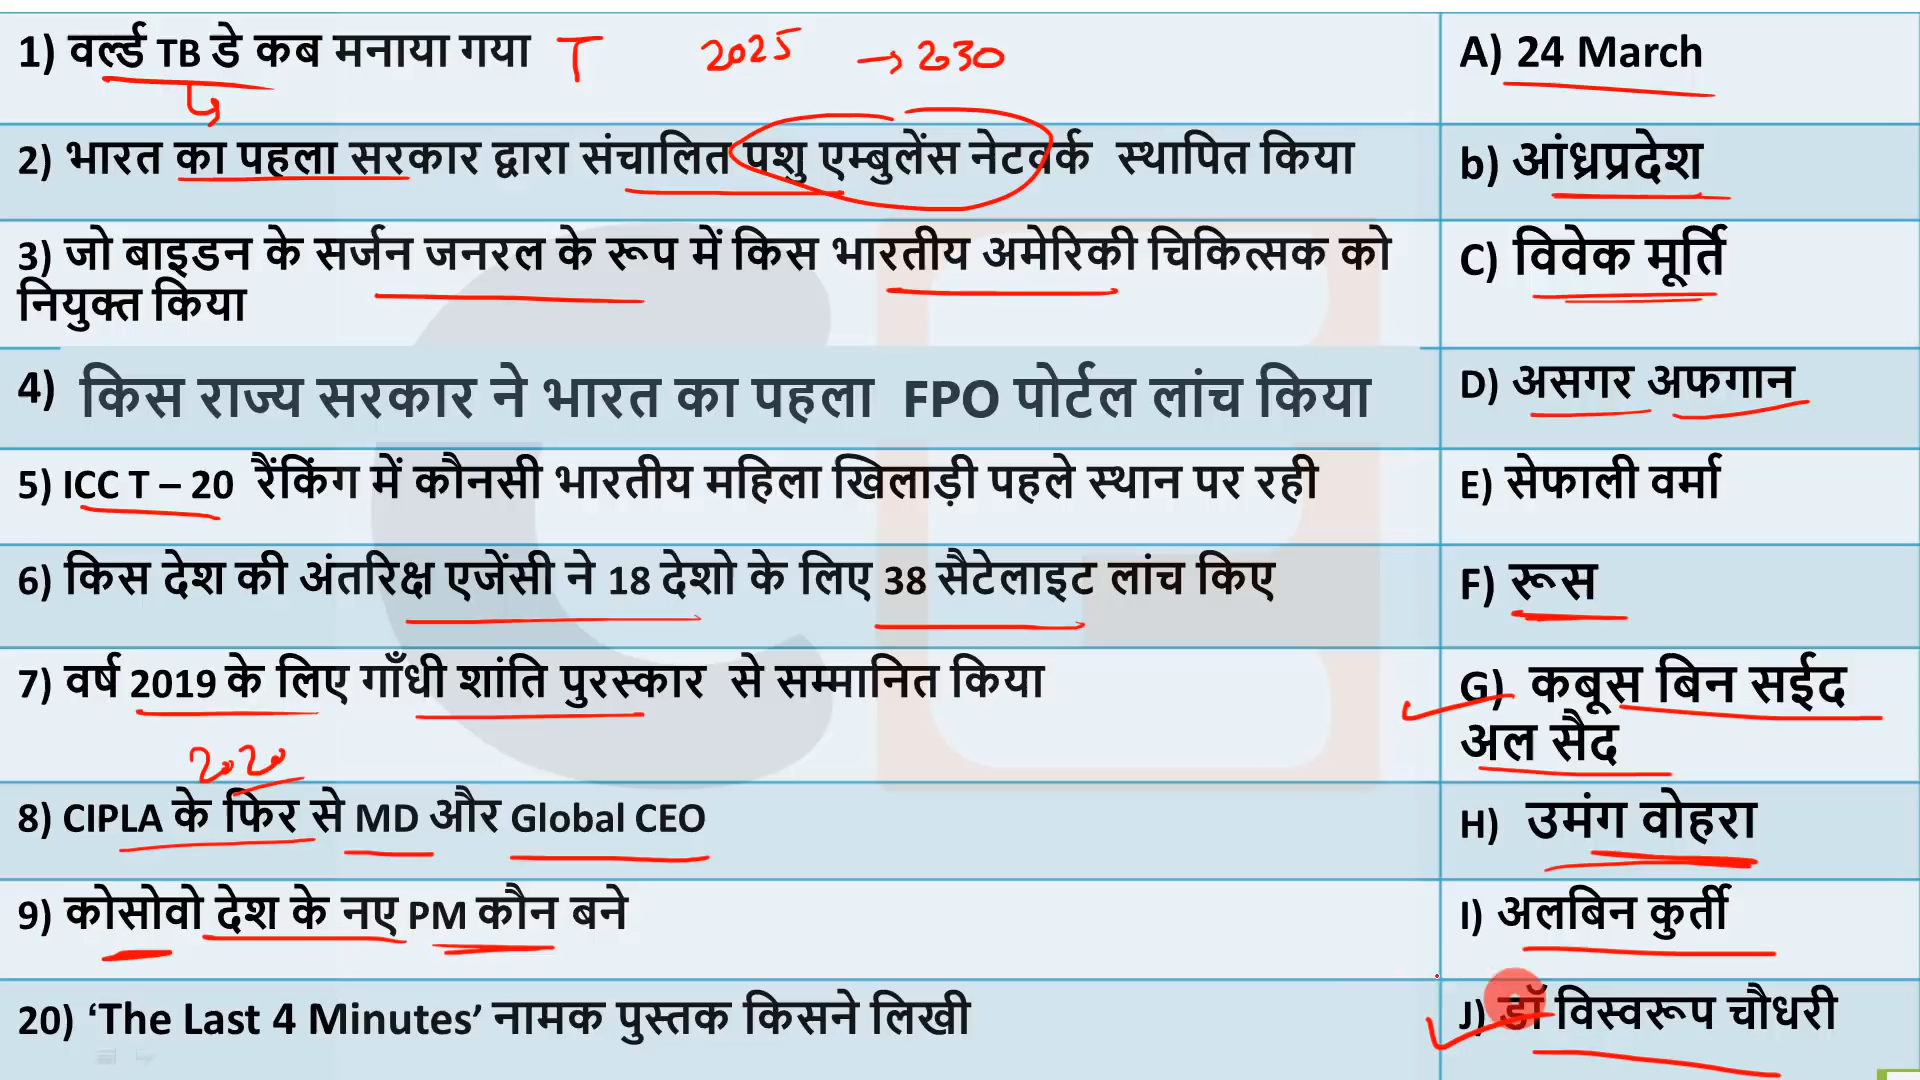 1) वर्ल्ड TB डे कब मनाया गया T 2025 → 2030
A) 24 March
2) भारत का पहला सरकार द्वारा संचालित पशु एम्बुलेंस नेटवर्क स्थापित किया
b) आंध्रप्रदेश
3) जो बाइडन के सर्जन जनरल के रूप में किस भारतीय अमेरिकी चिकित्सक को
नियुक्त किया
C) विवेक मूर्ति
4) किस राज्य सरकार ने भारत का पहला FPO पोर्टल लांच किया
D) असगर अफगान
5) ICC T – 20 रैंकिंग में कौनसी भारतीय महिला खिलाड़ी पहले स्थान पर रही
E) सेफाली वर्मा
6) किस देश की अंतरिक्ष एजेंसी ने 18 देशो के लिए 38 सैटेलाइट लांच किए
F) रूस
7) वर्ष 2019 के लिए गाँधी शांति पुरस्कार से सम्मानित किया
2020
G) कबूस बिन सईद
अल सैद
8) CIPLA के फिर से MD और Global CEO
H) उमंग वोहरा
9) कोसोवो देश के नए PM कौन बने
I) अलबिन कुर्ती
20) ‘The Last 4 Minutes’ नामक पुस्तक किसने लिखी
J) डॉ विस्वरूप चौधरी